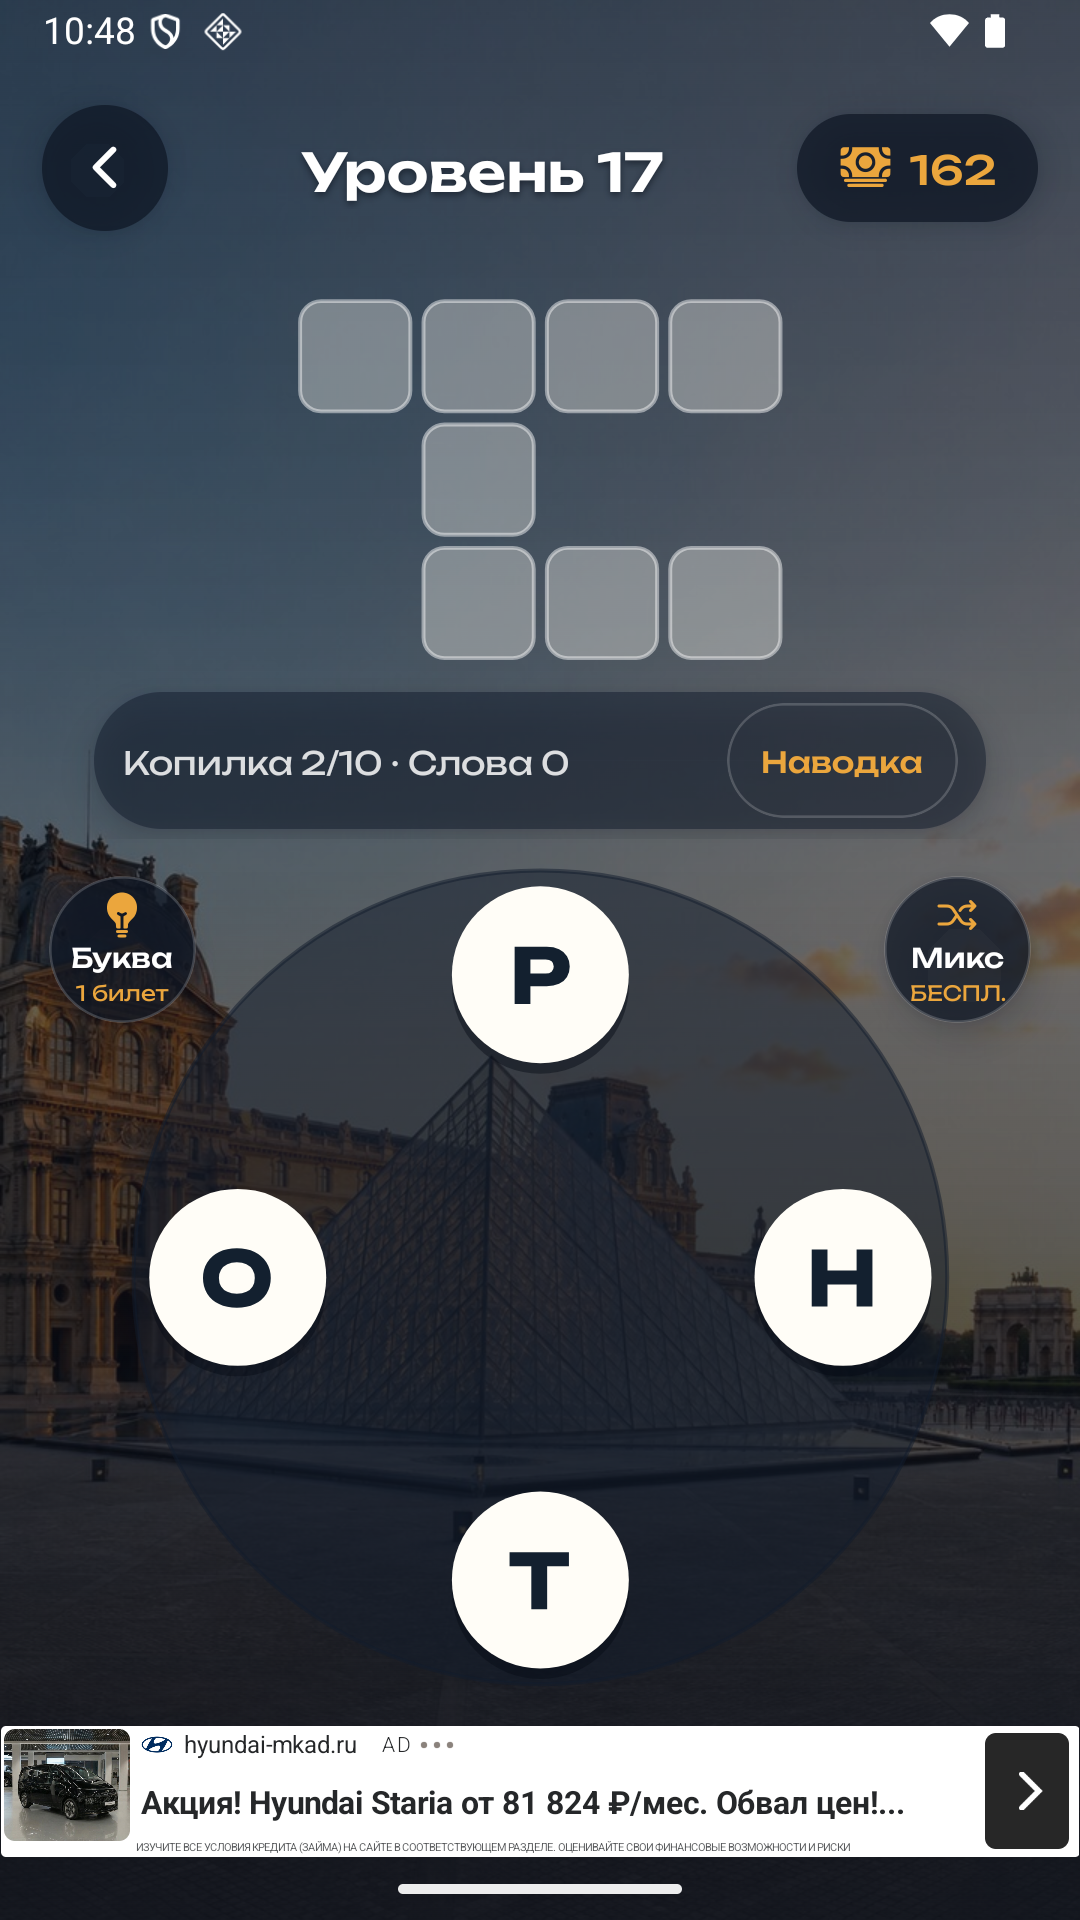 10:48
Уровень 17
162
Копилка 2/10 · Слова 0
Наводка
Буква
1 билет
Микс
БЕСПЛ.
Р
О
Н
Т
hyundai-mkad.ru AD
Акция! Hyundai Staria от 81 824 ₽/мес. Обвал цен!...
ИЗУЧИТЕ ВСЕ УСЛОВИЯ КРЕДИТА (ЗАЙМА) НА САЙТЕ В СООТВЕТСТВУЮЩЕМ РАЗДЕЛЕ. ОЦЕНИВАЙТЕ СВОИ ФИНАНСОВЫЕ ВОЗМОЖНОСТИ И РИСКИ